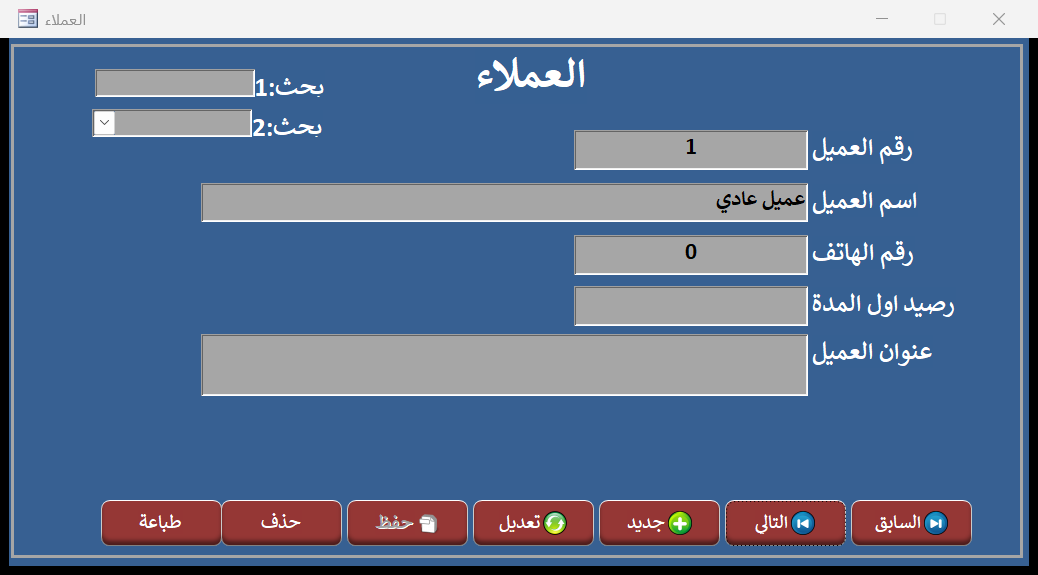 العملاء
العملاء
بحث:1
بحث:2
رقم العميل 1
اسم العميل عميل عادي
رقم الهاتف 0
رصيد اول المدة
عنوان العميل
السابق التالي جديد تعديل حفظ حذف طباعة